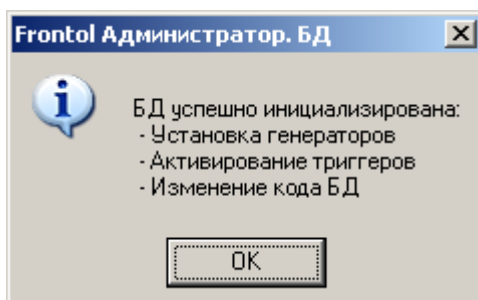 Frontol Администратор. БД
БД успешно инициализирована:
- Установка генераторов
- Активирование триггеров
- Изменение кода БД
OK